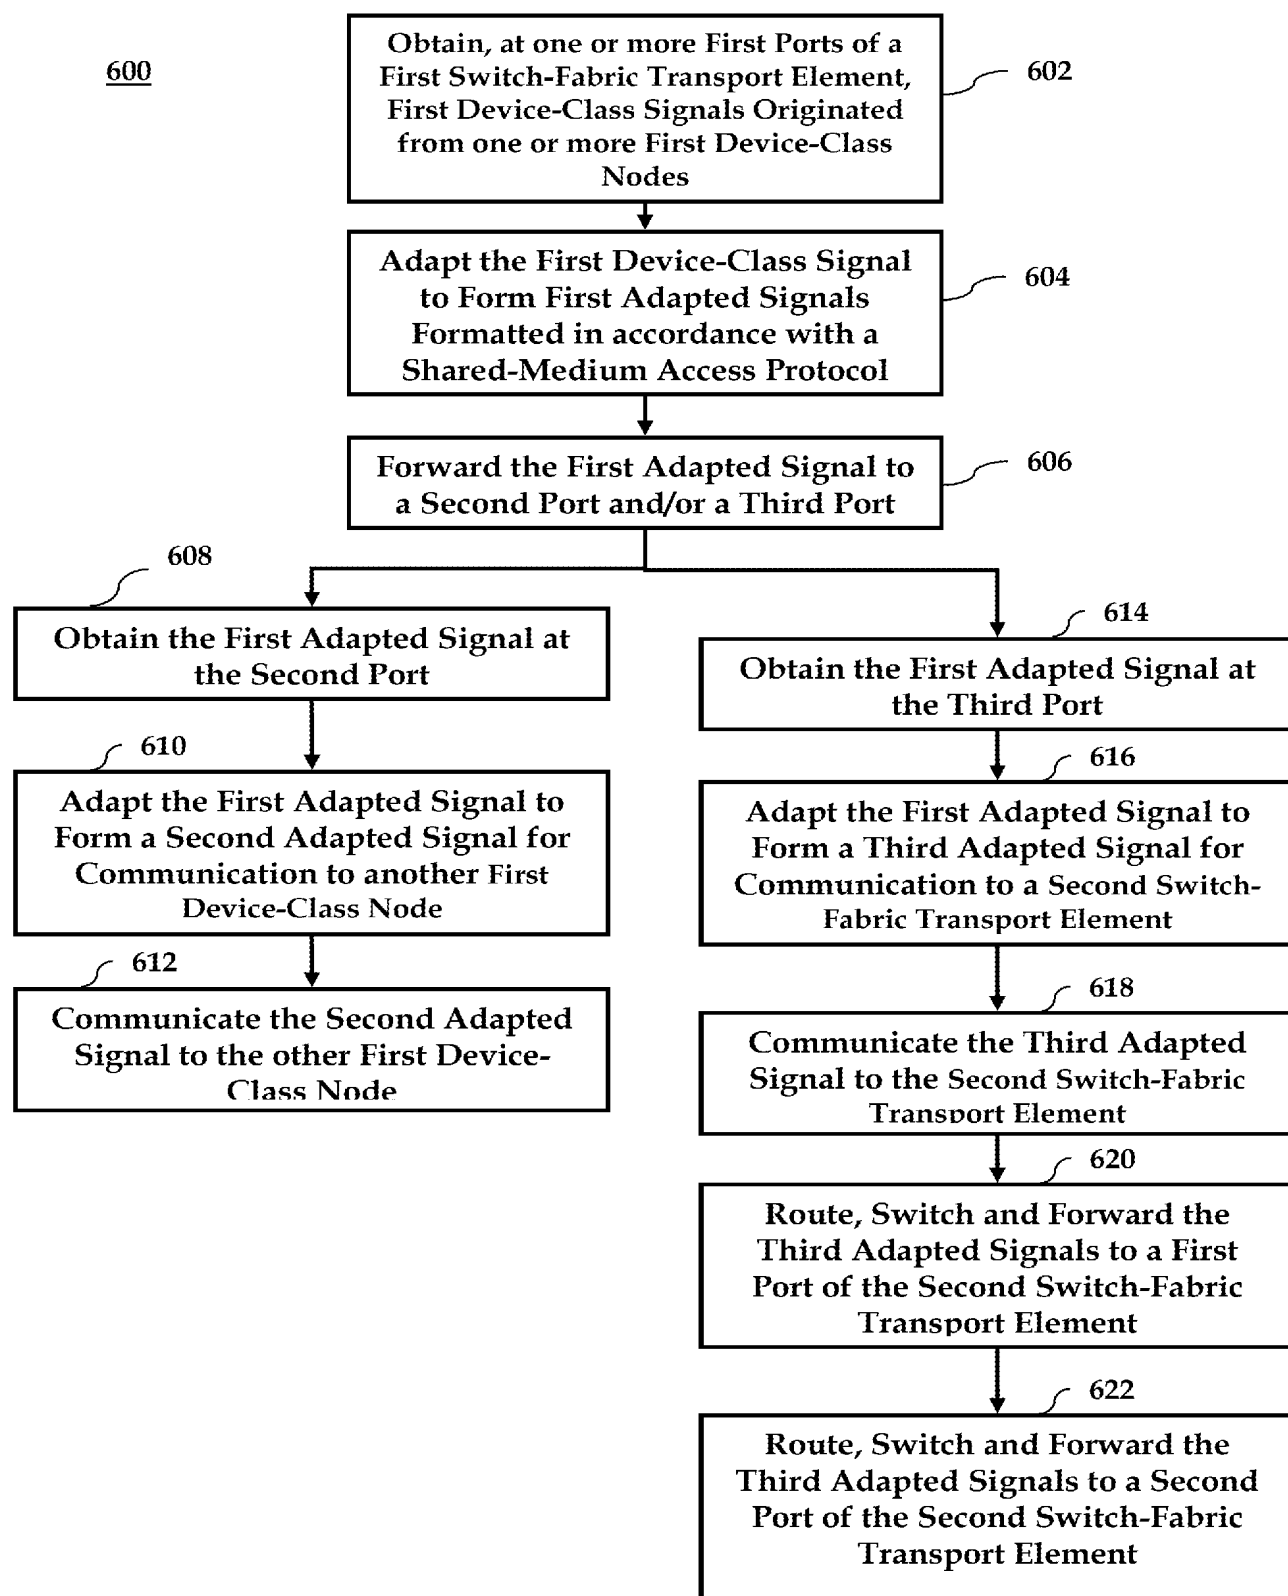 600
Obtain, at one or more First Ports of a
First Switch-Fabric Transport Element,
First Device-Class Signals Originated
from one or more First Device-Class
Nodes
602
Adapt the First Device-Class Signal
to Form First Adapted Signals
Formatted in accordance with a
Shared-Medium Access Protocol
604
Forward the First Adapted Signal to
a Second Port and/or a Third Port
606
608
Obtain the First Adapted Signal at
the Second Port
610
Adapt the First Adapted Signal to
Form a Second Adapted Signal for
Communication to another First
Device-Class Node
612
Communicate the Second Adapted
Signal to the other First Device-
Class Node
614
Obtain the First Adapted Signal at
the Third Port
616
Adapt the First Adapted Signal to
Form a Third Adapted Signal for
Communication to a Second Switch-
Fabric Transport Element
618
Communicate the Third Adapted
Signal to the Second Switch-Fabric
Transport Element
620
Route, Switch and Forward the
Third Adapted Signals to a First
Port of the Second Switch-Fabric
Transport Element
622
Route, Switch and Forward the
Third Adapted Signals to a Second
Port of the Second Switch-Fabric
Transport Element